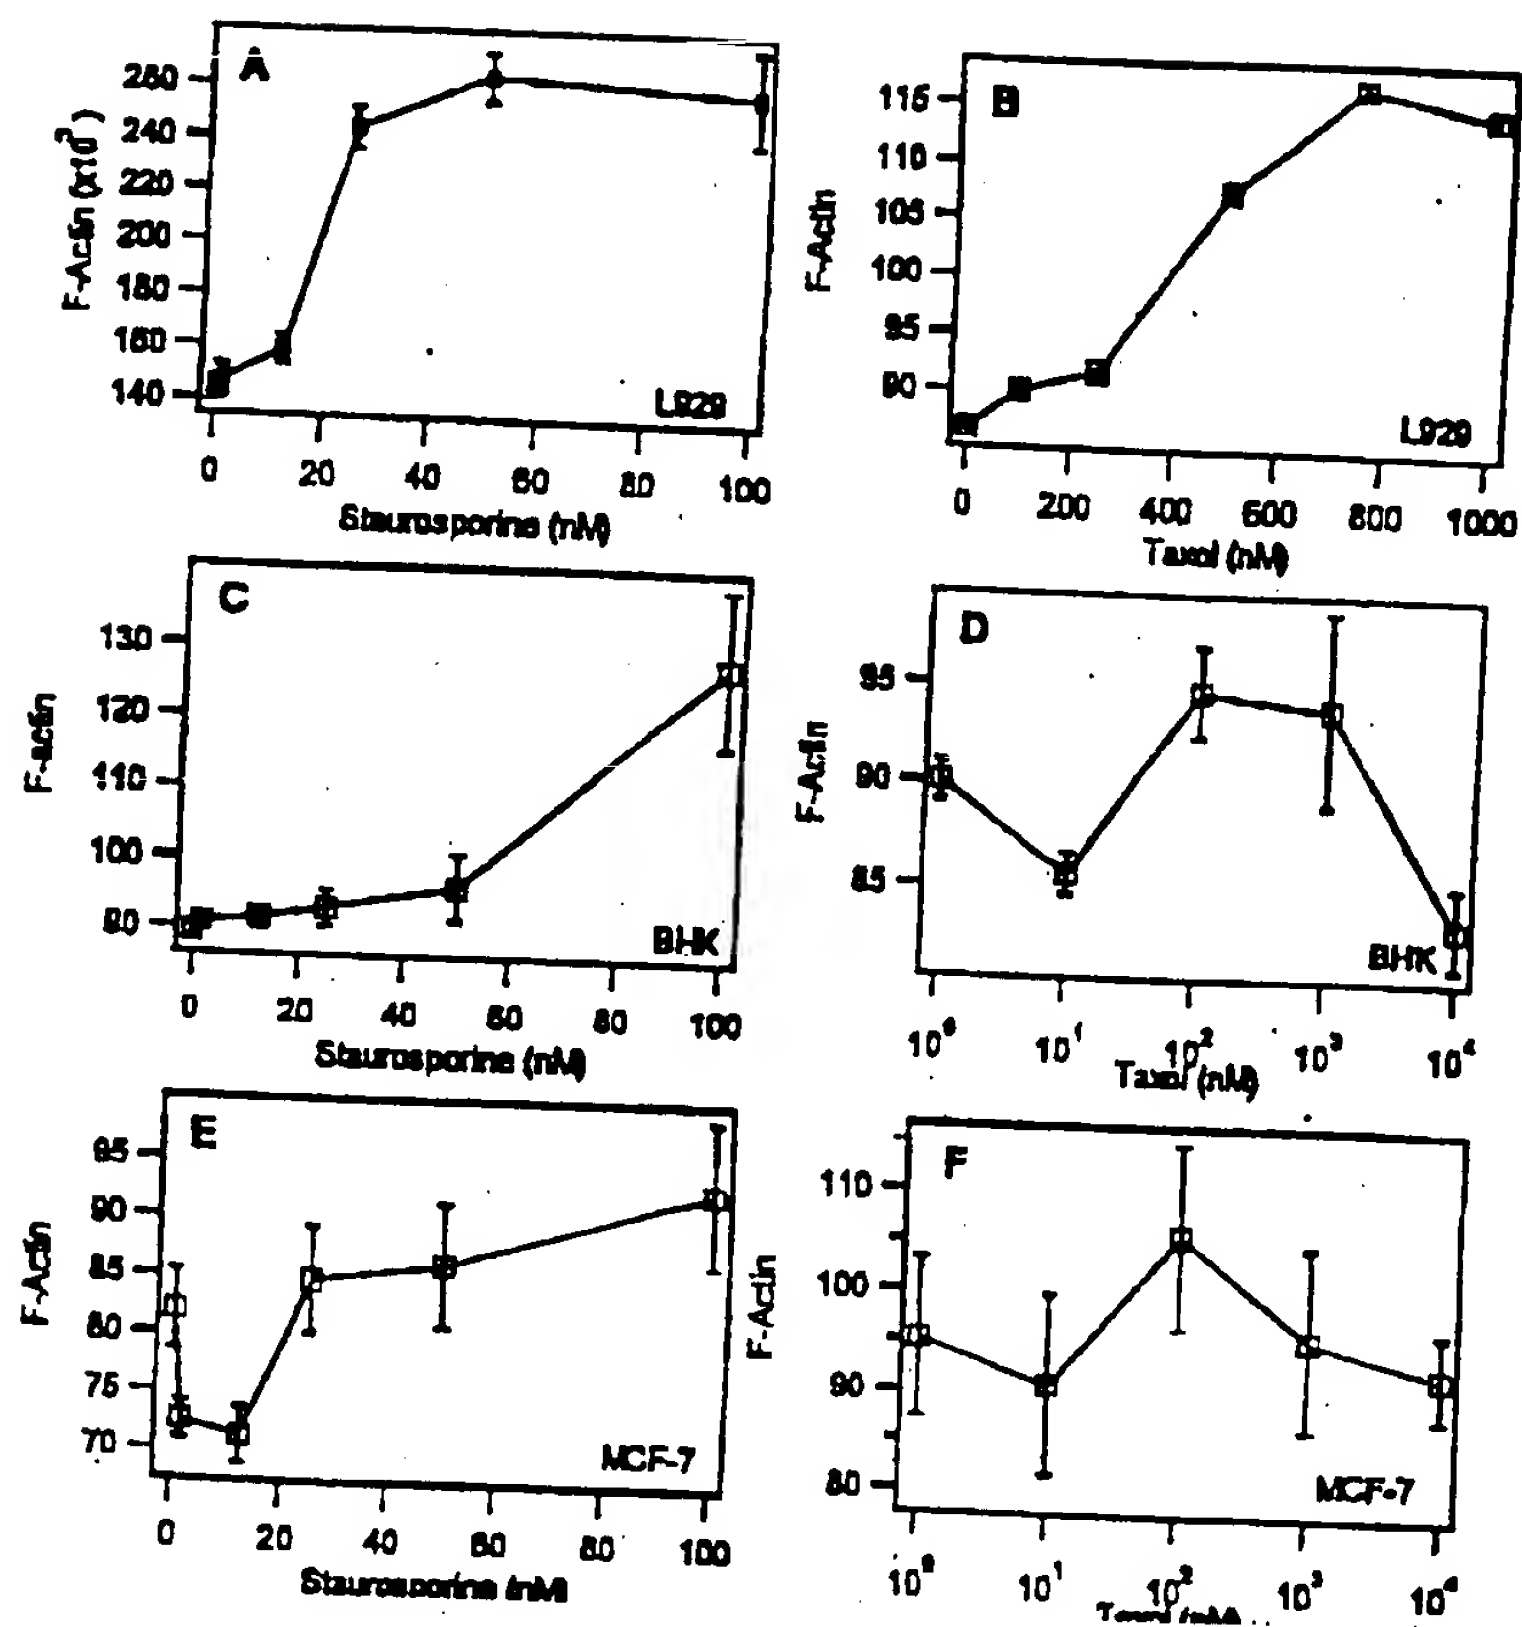 A
F-Actin (x10³)
260
240
220
200
180
160
140
L929
0 20 40 60 80 100
Staurosporine (nM)
B
F-Actin
115
110
105
100
95
90
L929
0 200 400 600 800 1000
Taxol (nM)
C
F-actin
130
120
110
100
90
BHK
0 20 40 60 80 100
Staurosporine (nM)
D
F-Actin
95
90
85
BHK
10⁰ 10¹ 10² 10³ 10⁴
Taxol (nM)
E
F-Actin
95
90
85
80
75
70
MCF-7
0 20 40 60 80 100
Staurosporine (nM)
F
F-Actin
110
100
90
80
MCF-7
10⁰ 10¹ 10² 10³ 10⁴